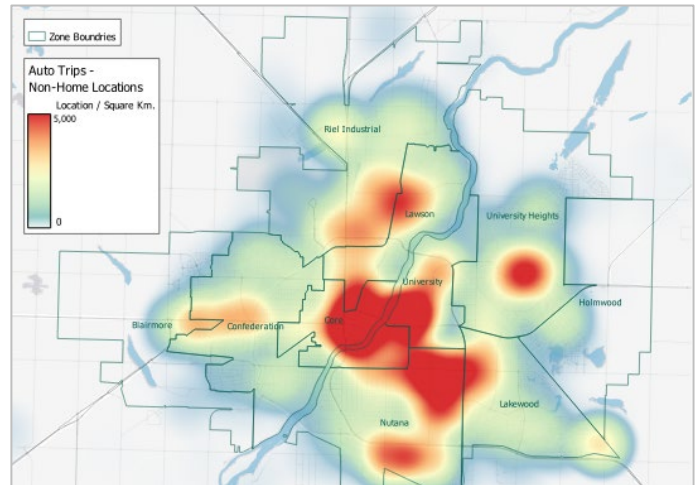 Zone Boundries
Auto Trips -
Non-Home Locations
Location / Square Km.
5,000
0
Riel Industrial
Lawson
University Heights
University
Holmwood
Blairmore
Confederation
Core
Lakewood
Nutana